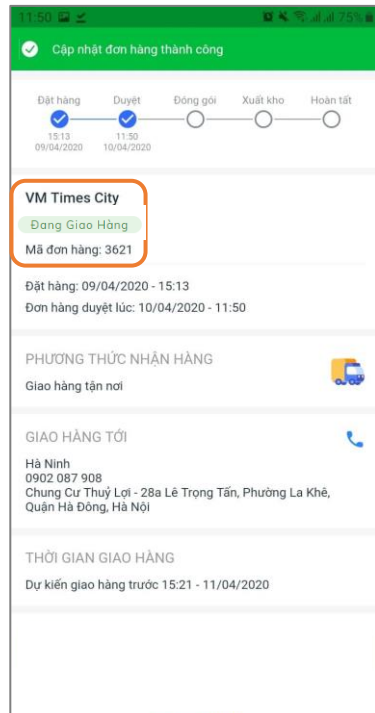 11:50 75%
Cập nhật đơn hàng thành công
Đặt hàng Duyệt Đóng gói Xuất kho Hoàn tất
15:13 11:50
09/04/2020 10/04/2020
VM Times City
Đang Giao Hàng
Mã đơn hàng: 3621
Đặt hàng: 09/04/2020 - 15:13
Đơn hàng duyệt lúc: 10/04/2020 - 11:50
PHƯƠNG THỨC NHẬN HÀNG
Giao hàng tận nơi
GIAO HÀNG TỚI
Hà Ninh
0902 087 908
Chung Cư Thuỷ Lợi - 28a Lê Trọng Tấn, Phường La Khê,
Quận Hà Đông, Hà Nội
THỜI GIAN GIAO HÀNG
Dự kiến giao hàng trước 15:21 - 11/04/2020